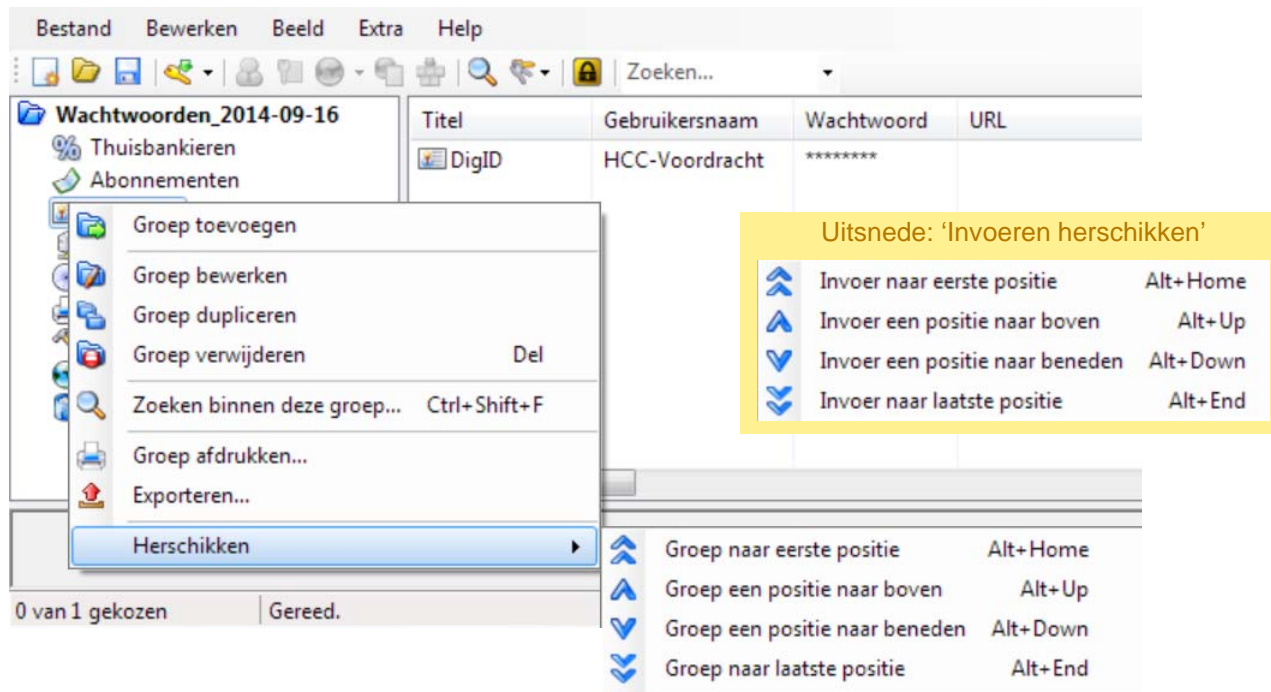 Bestand Bewerken Beeld Extra Help
Zoeken...
Wachtwoorden_2014-09-16
Thuisbankieren
Abonnementen
Titel Gebruikersnaam Wachtwoord URL
DigID HCC-Voordracht ********
Groep toevoegen
Groep bewerken
Groep dupliceren
Groep verwijderen Del
Zoeken binnen deze groep... Ctrl+Shift+F
Groep afdrukken...
Exporteren...
Herschikken
Uitsnede: ‘Invoeren herschikken’
Invoer naar eerste positie Alt+Home
Invoer een positie naar boven Alt+Up
Invoer een positie naar beneden Alt+Down
Invoer naar laatste positie Alt+End
Groep naar eerste positie Alt+Home
Groep een positie naar boven Alt+Up
Groep een positie naar beneden Alt+Down
Groep naar laatste positie Alt+End
0 van 1 gekozen Gereed.